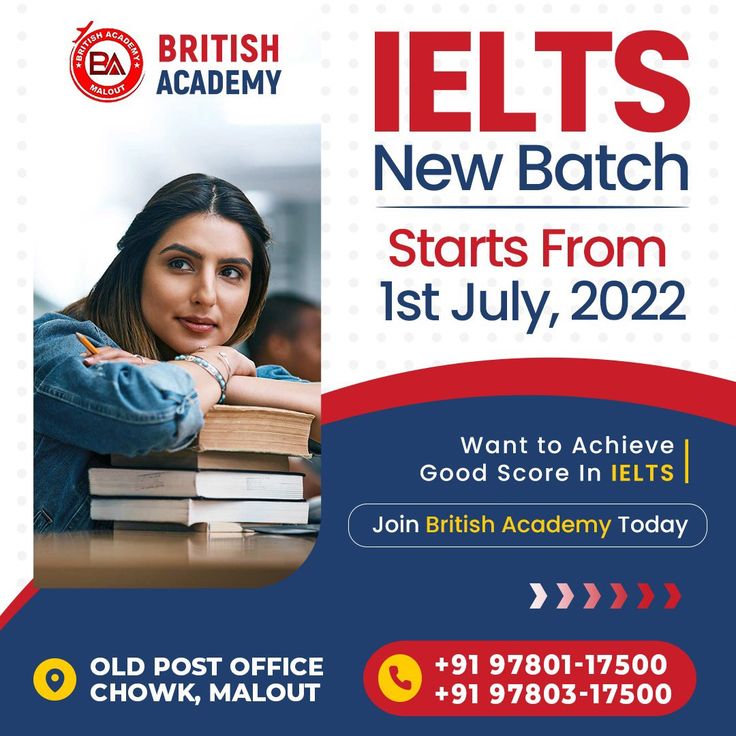 BRITISH ACADEMY
BA
MALOUT
BRITISH
ACADEMY
IELTS
New Batch
Starts From
1st July, 2022
Want to Achieve
Good Score In IELTS
Join British Academy Today
OLD POST OFFICE
CHOWK, MALOUT
+91 97801-17500
+91 97803-17500